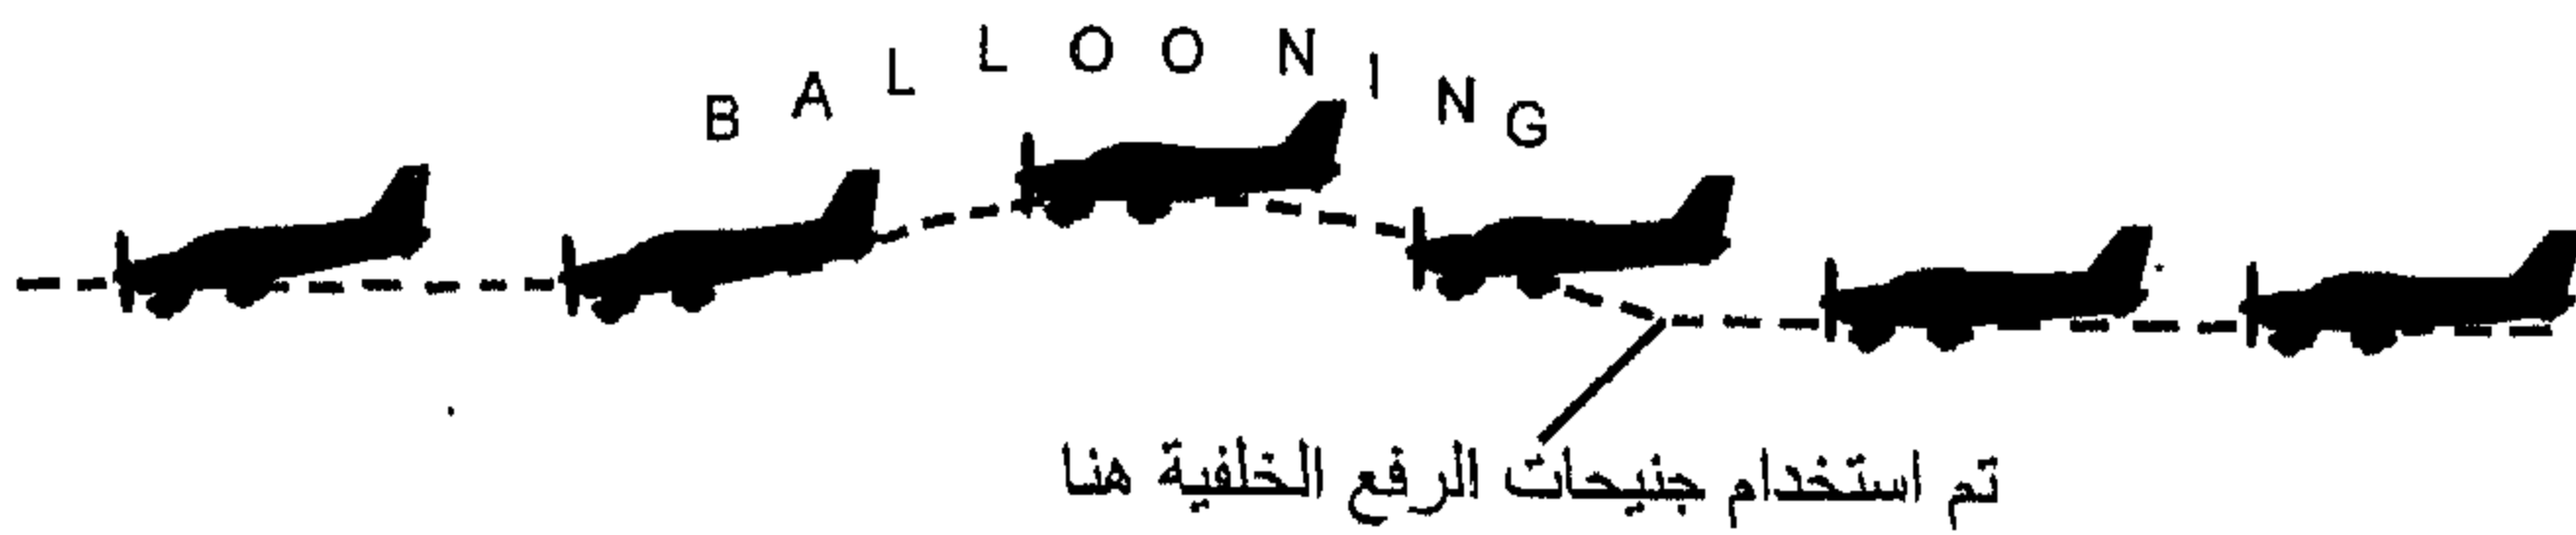 BALLOONING
تم استخدام جنيحات الرفع الخلفية هنا